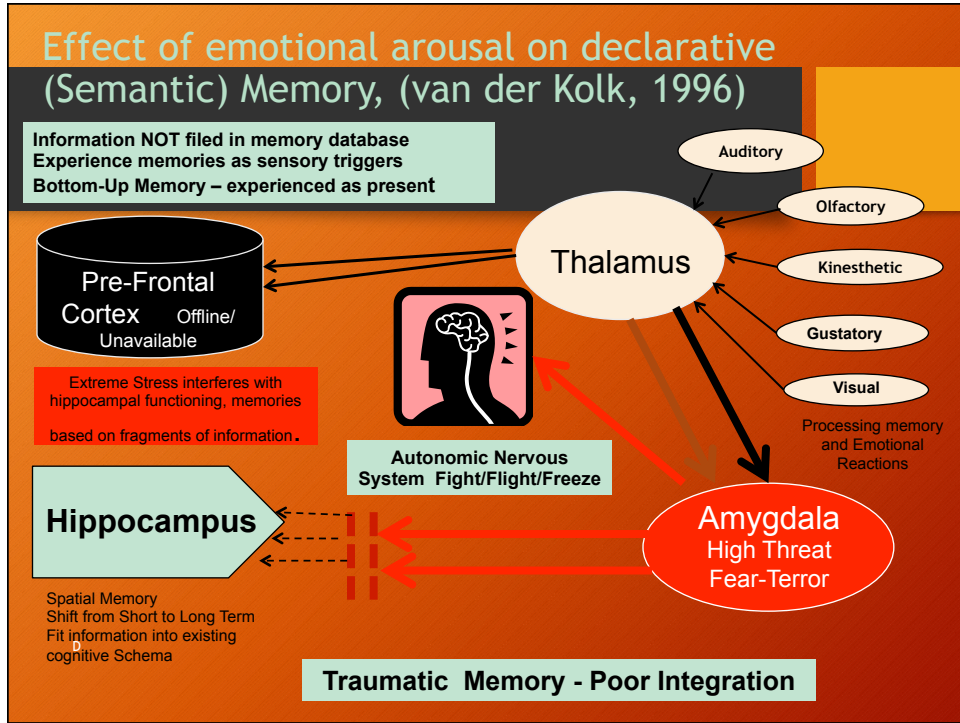 Effect of emotional arousal on declarative
(Semantic) Memory, (van der Kolk, 1996)
Information NOT filed in memory database
Experience memories as sensory triggers
Bottom-Up Memory – experienced as present
Auditory
Olfactory
Kinesthetic
Gustatory
Visual
Processing memory
and Emotional
Reactions
Thalamus
Pre-Frontal
Cortex Offline/
Unavailable
Extreme Stress interferes with
hippocampal functioning, memories
based on fragments of information.
Autonomic Nervous
System Fight/Flight/Freeze
Hippocampus
Amygdala
High Threat
Fear-Terror
Spatial Memory
Shift from Short to Long Term
Fit information into existing
D
cognitive Schema
Traumatic Memory - Poor Integration